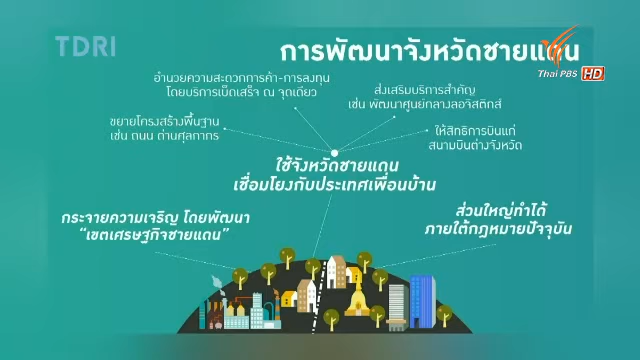 TDRI
การพัฒนาจังหวัดชายแดน
Thai PBS HD
อำนวยความสะดวกการค้า-การลงทุน
โดยบริการเบ็ดเสร็จ ณ จุดเดียว
ส่งเสริมบริการสำคัญ
เช่น พัฒนาศูนย์กลางลอจิสติกส์
ขยายโครงสร้างพื้นฐาน
เช่น ถนน ด่านศุลกากร
ให้สิทธิการบินแก่
สนามบินต่างจังหวัด
ใช้จังหวัดชายแดน
เชื่อมโยงกับประเทศเพื่อนบ้าน
กระจายความเจริญ โดยพัฒนา
“เขตเศรษฐกิจชายแดน”
ส่วนใหญ่ทำได้
ภายใต้กฎหมายปัจจุบัน